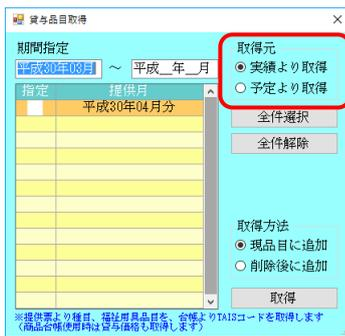 貸与品目取得
期間指定
平成30年03月 ～ 平成__年__月
指定 提供月
平成30年04月分
取得元
実績より取得
予定より取得
全件選択
全件解除
取得方法
現品目に追加
削除後に追加
取得
※提供票より種目、福祉用具品目を、台帳よりTAISコードを取得します
（商品台帳使用時は貸与価格も取得します）